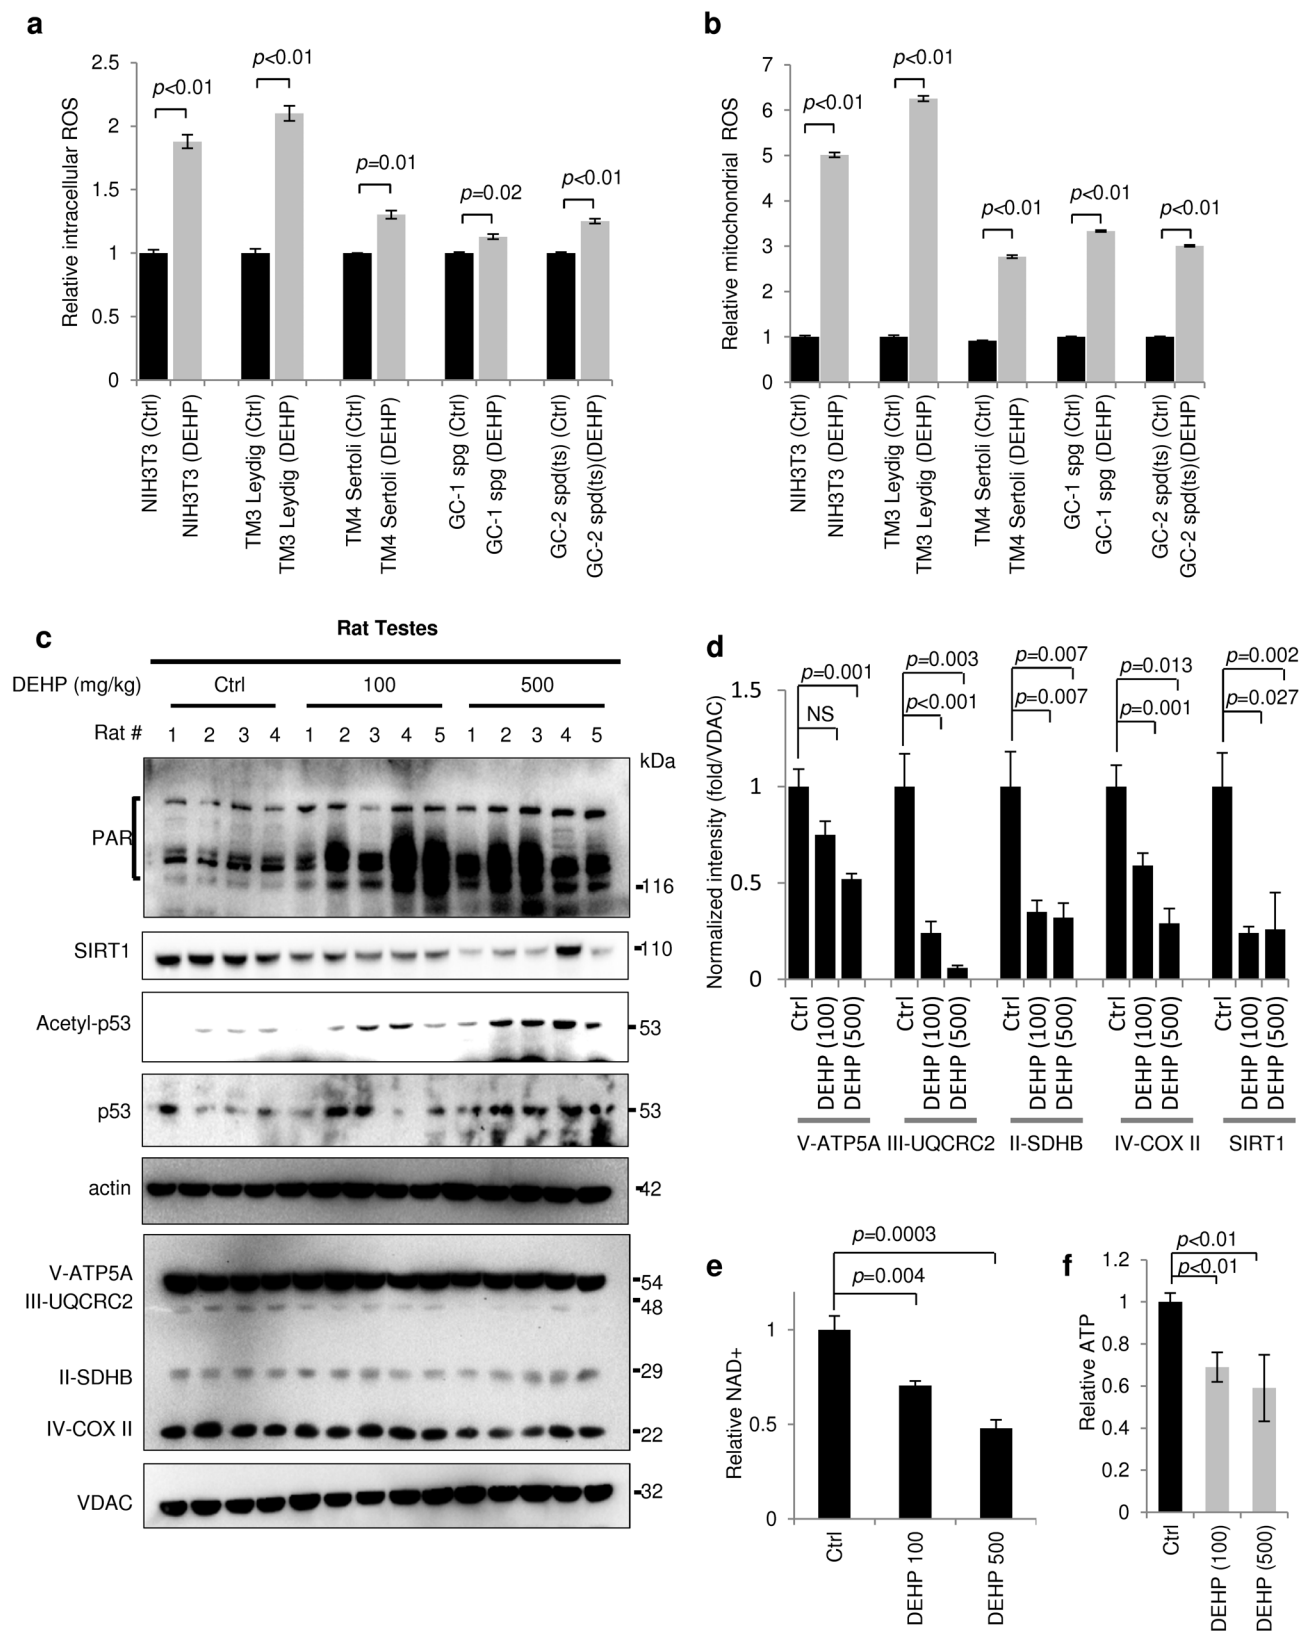 a
Relative intracellular ROS
2.5
2
1.5
1
0.5
0
p<0.01
p<0.01
p=0.01
p=0.02
p<0.01
NIH3T3 (Ctrl)
NIH3T3 (DEHP)
TM3 Leydig (Ctrl)
TM3 Leydig (DEHP)
TM4 Sertoli (Ctrl)
TM4 Sertoli (DEHP)
GC-1 spg (Ctrl)
GC-1 spg (DEHP)
GC-2 spd(ts) (Ctrl)
GC-2 spd(ts)(DEHP)
b
Relative mitochondrial ROS
7
6
5
4
3
2
1
0
p<0.01
p<0.01
p<0.01
p<0.01
p<0.01
NIH3T3 (Ctrl)
NIH3T3 (DEHP)
TM3 Leydig (Ctrl)
TM3 Leydig (DEHP)
TM4 Sertoli (Ctrl)
TM4 Sertoli (DEHP)
GC-1 spg (Ctrl)
GC-1 spg (DEHP)
GC-2 spd(ts) (Ctrl)
GC-2 spd(ts)(DEHP)
c
Rat Testes
DEHP (mg/kg) Ctrl 100 500
Rat # 1 2 3 4 1 2 3 4 5 1 2 3 4 5
kDa
PAR
116
SIRT1
110
Acetyl-p53
53
p53
53
actin
42
V-ATP5A
54
III-UQCRC2
48
II-SDHB
29
IV-COX II
22
VDAC
32
d
Normalized intensity (fold/VDAC)
1.5
1
0.5
0
p=0.001
NS
p=0.003
p<0.001
p=0.007
p=0.007
p=0.013
p=0.001
p=0.002
p=0.027
Ctrl
DEHP (100)
DEHP (500)
Ctrl
DEHP (100)
DEHP (500)
Ctrl
DEHP (100)
DEHP (500)
Ctrl
DEHP (100)
DEHP (500)
Ctrl
DEHP (100)
DEHP (500)
V-ATP5A III-UQCRC2 II-SDHB IV-COX II SIRT1
e
Relative NAD+
1
0.5
0
p=0.0003
p=0.004
Ctrl
DEHP 100
DEHP 500
f
Relative ATP
1.2
1
0.8
0.6
0.4
0.2
0
p<0.01
p<0.01
Ctrl
DEHP (100)
DEHP (500)